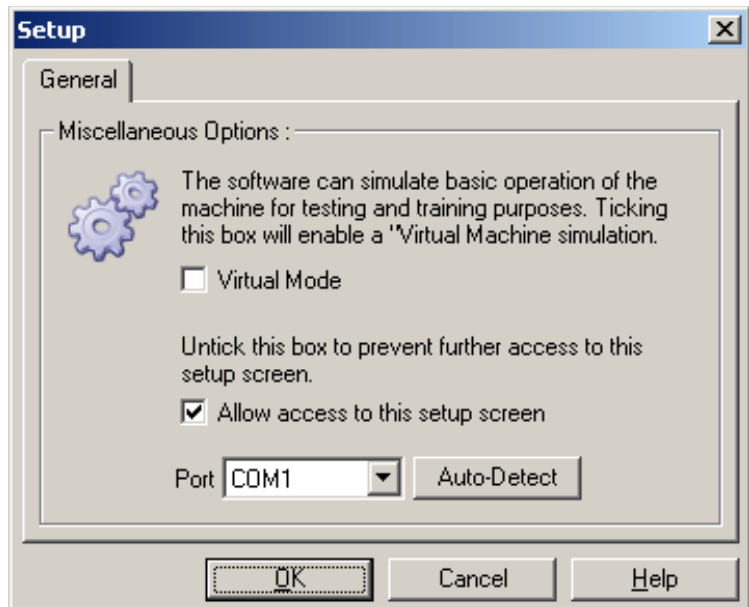 Setup
General
Miscellaneous Options :
The software can simulate basic operation of the
machine for testing and training purposes. Ticking
this box will enable a "Virtual Machine simulation.
Virtual Mode
Untick this box to prevent further access to this
setup screen.
Allow access to this setup screen
Port COM1 Auto-Detect
OK Cancel Help